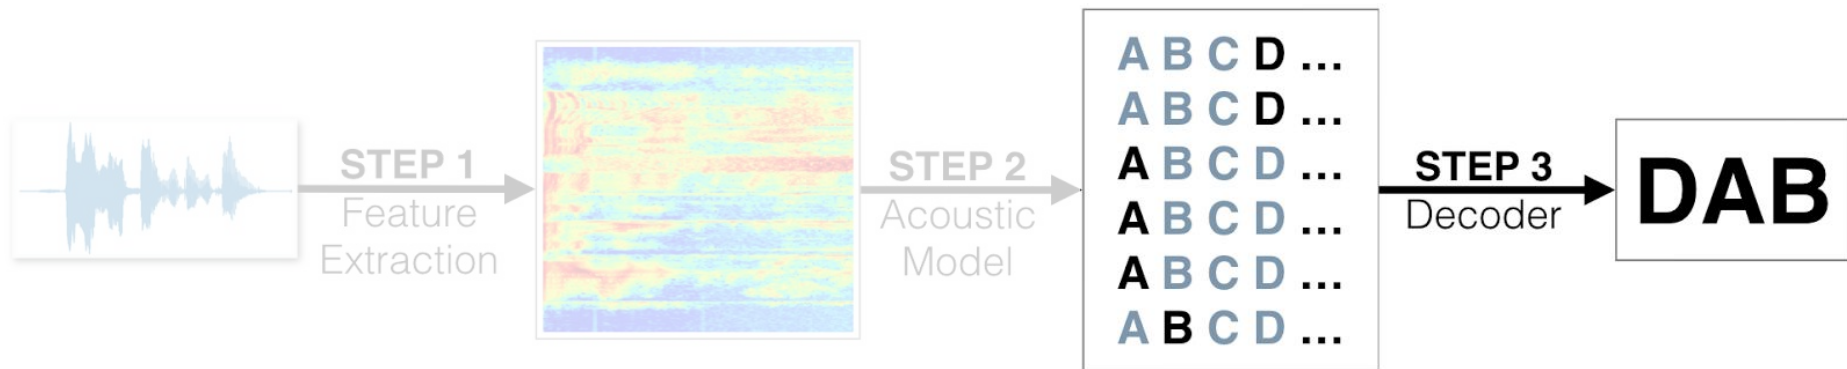 STEP 1
Feature
Extraction
STEP 2
Acoustic
Model
A B C D ...
A B C D ...
A B C D ...
A B C D ...
A B C D ...
A B C D ...
STEP 3
Decoder
DAB